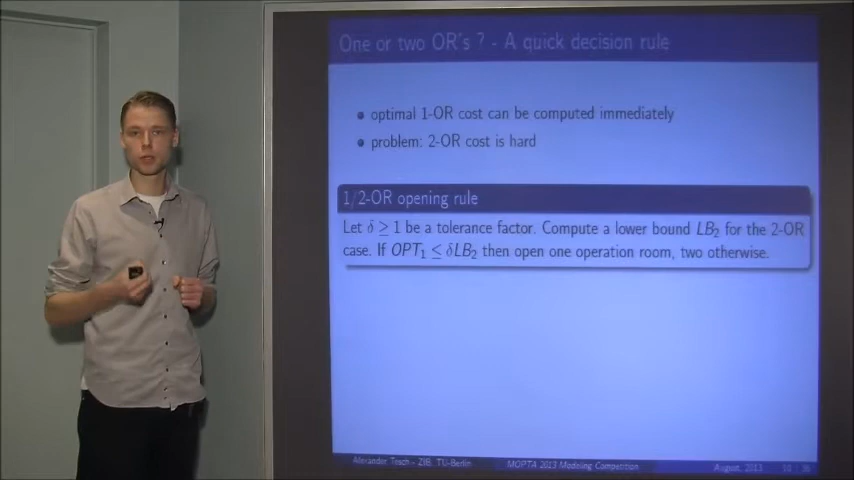 One or two OR's ? - A quick decision rule
optimal 1-OR cost can be computed immediately
problem: 2-OR cost is hard
1/2-OR opening rule
Let δ ≥ 1 be a tolerance factor. Compute a lower bound LB₂ for the 2-OR
case. If OPT₁ ≤ δLB₂ then open one operation room, two otherwise.
Alexander Tesch - ZIB, TU-Berlin MOPTA 2013 Modeling Competition August, 2013 10